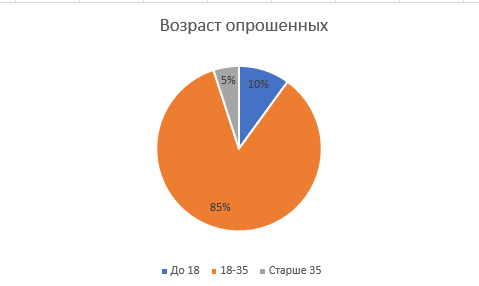 Возраст опрошенных
5%
10%
85%
До 18
18-35
Старше 35